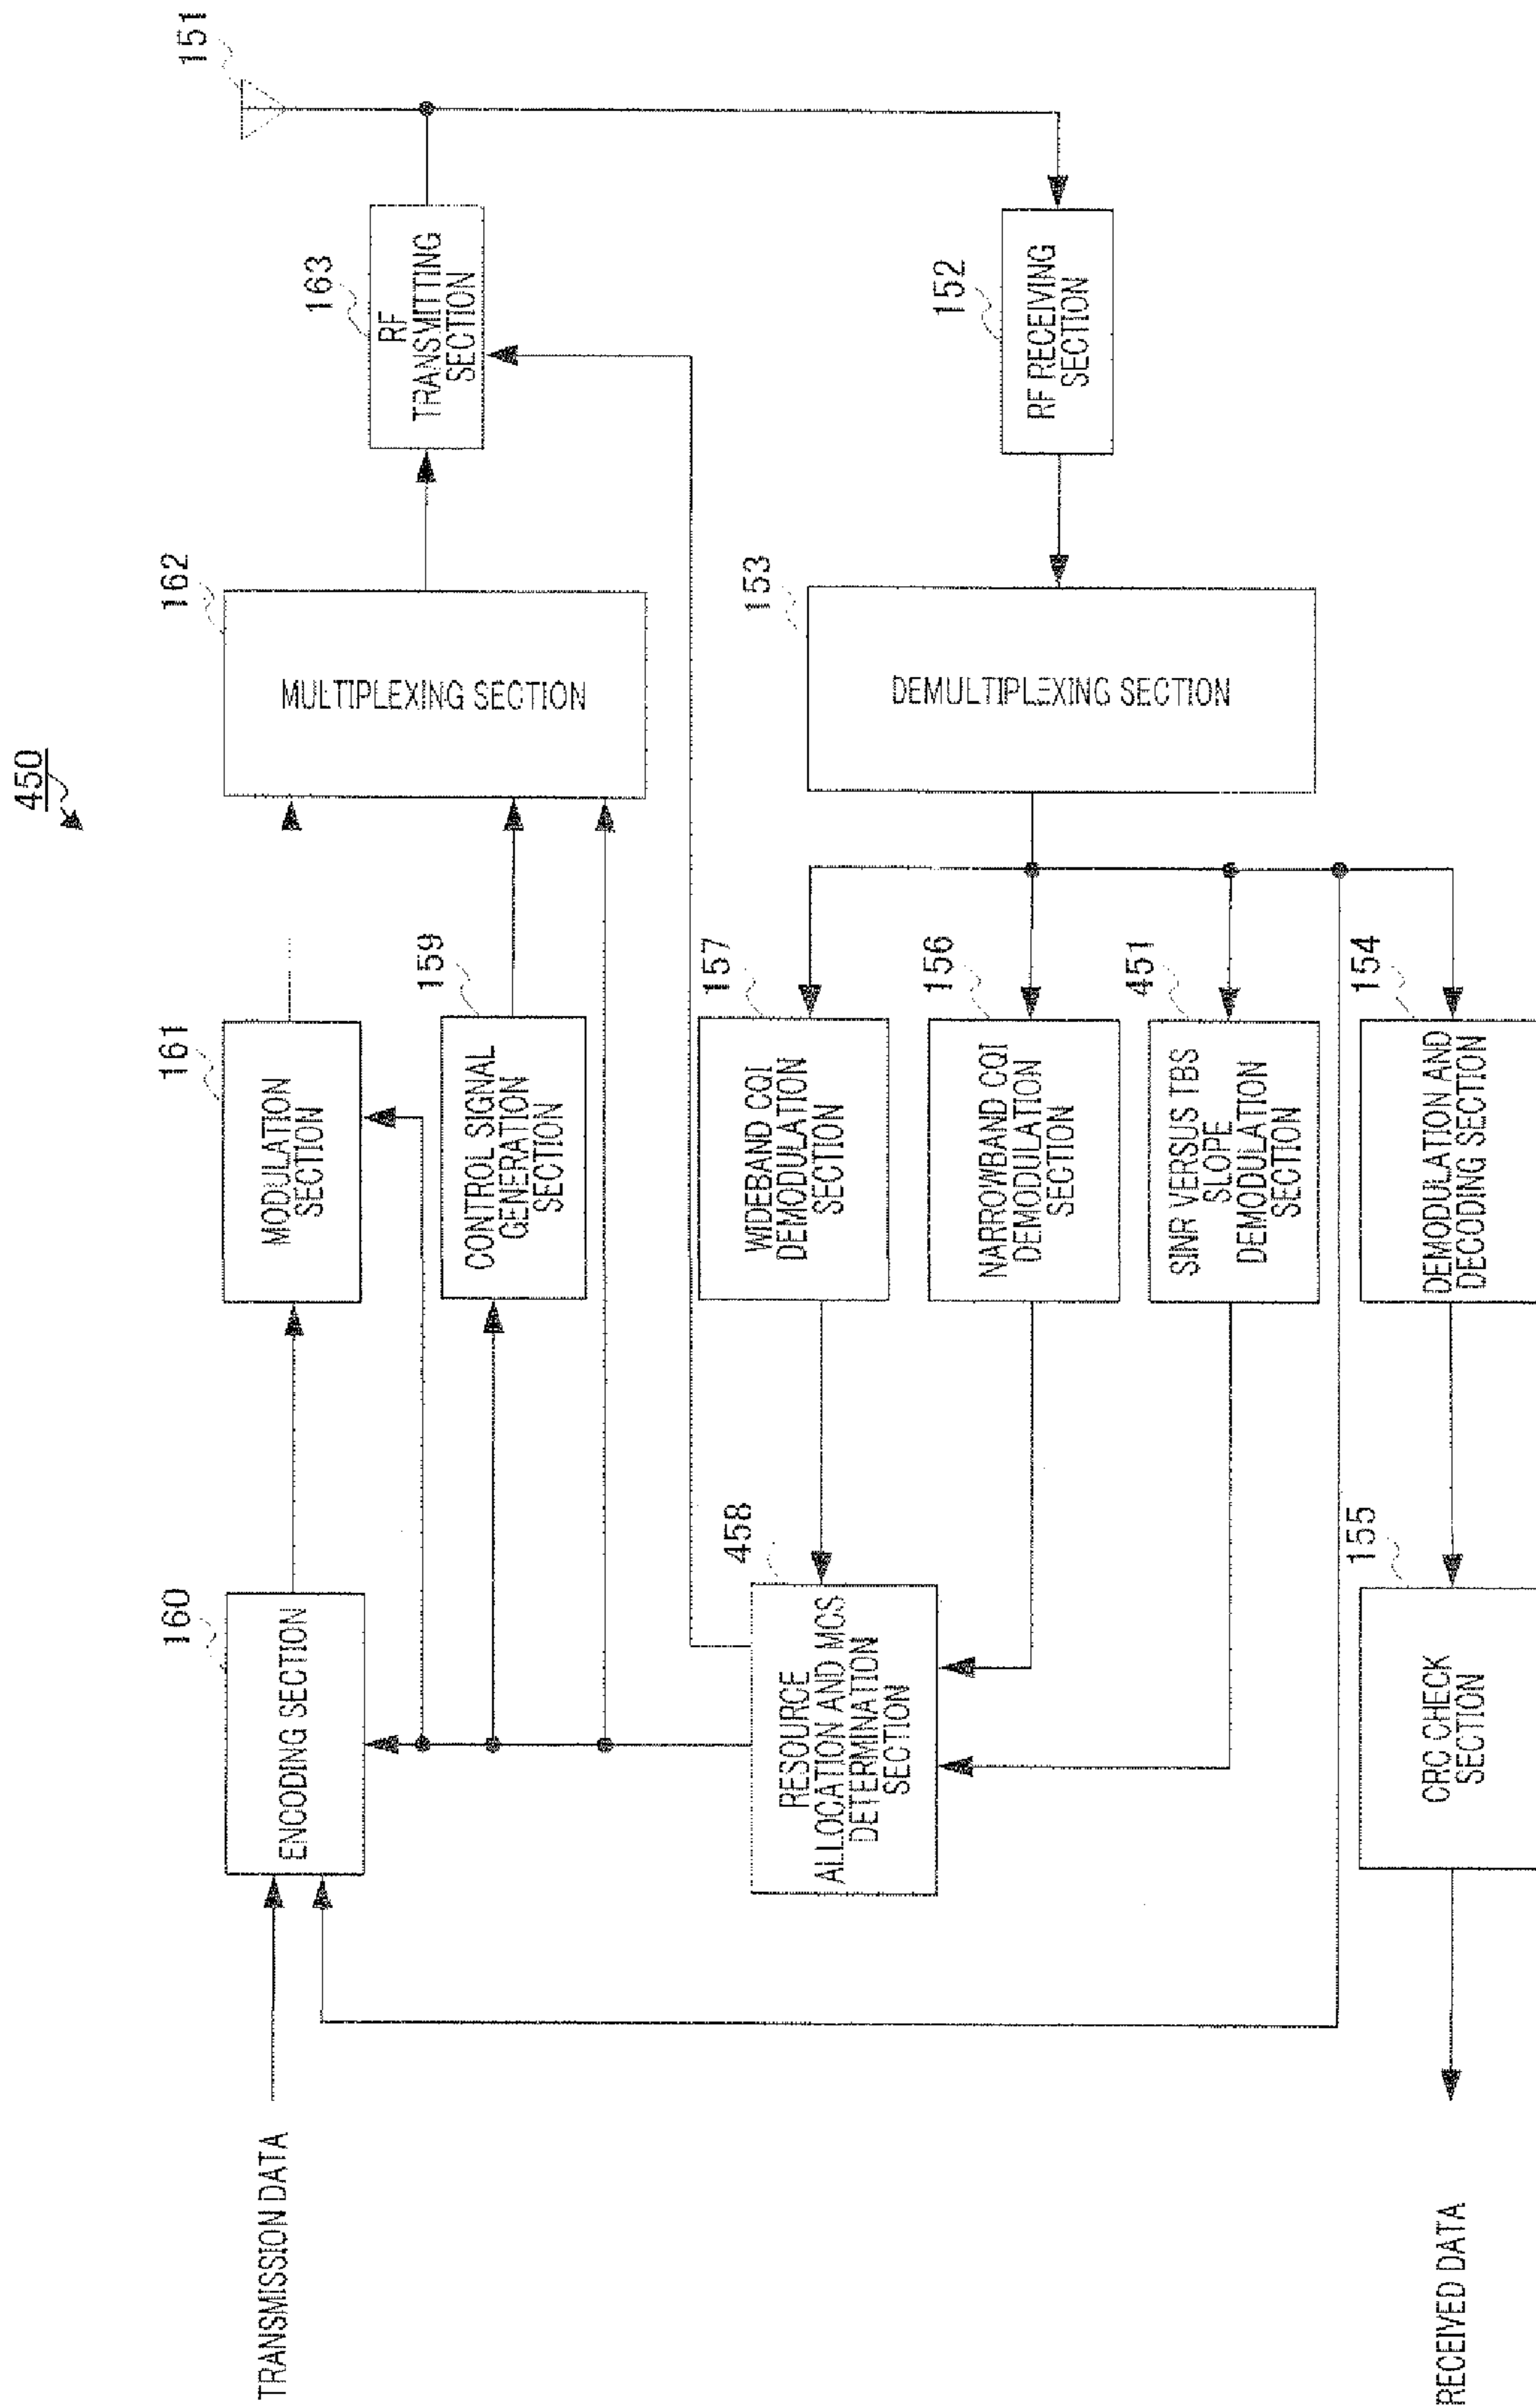 450
TRANSMISSION DATA
160
ENCODING SECTION
161
MODULATION
SECTION
162
MULTIPLEXING SECTION
163
RF
TRANSMITTING
SECTION
151
159
CONTROL SIGNAL
GENERATION
SECTION
458
RESOURCE
ALLOCATION AND MCS
DETERMINATION
SECTION
157
WIDEBAND CQI
DEMODULATION
SECTION
156
NARROWBAND CQI
DEMODULATION
SECTION
451
SINR VERSUS TBS
SLOPE
DEMODULATION
SECTION
153
DEMULTIPLEXING SECTION
152
RF RECEIVING
SECTION
155
CRC CHECK
SECTION
154
DEMODULATION AND
DECODING SECTION
RECEIVED DATA